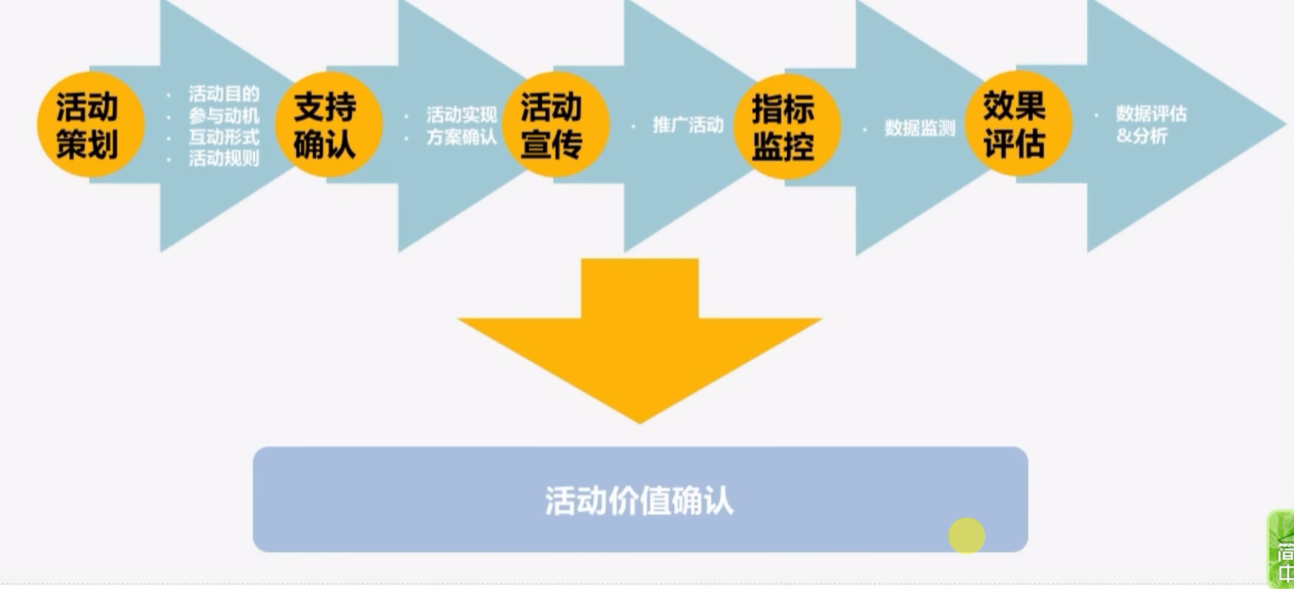 活动
策划
活动目的
参与动机
互动形式
活动规则
支持
确认
活动实现
方案确认
活动
宣传
推广活动
指标
监控
数据监测
效果
评估
数据评估
&分析
活动价值确认
简
中